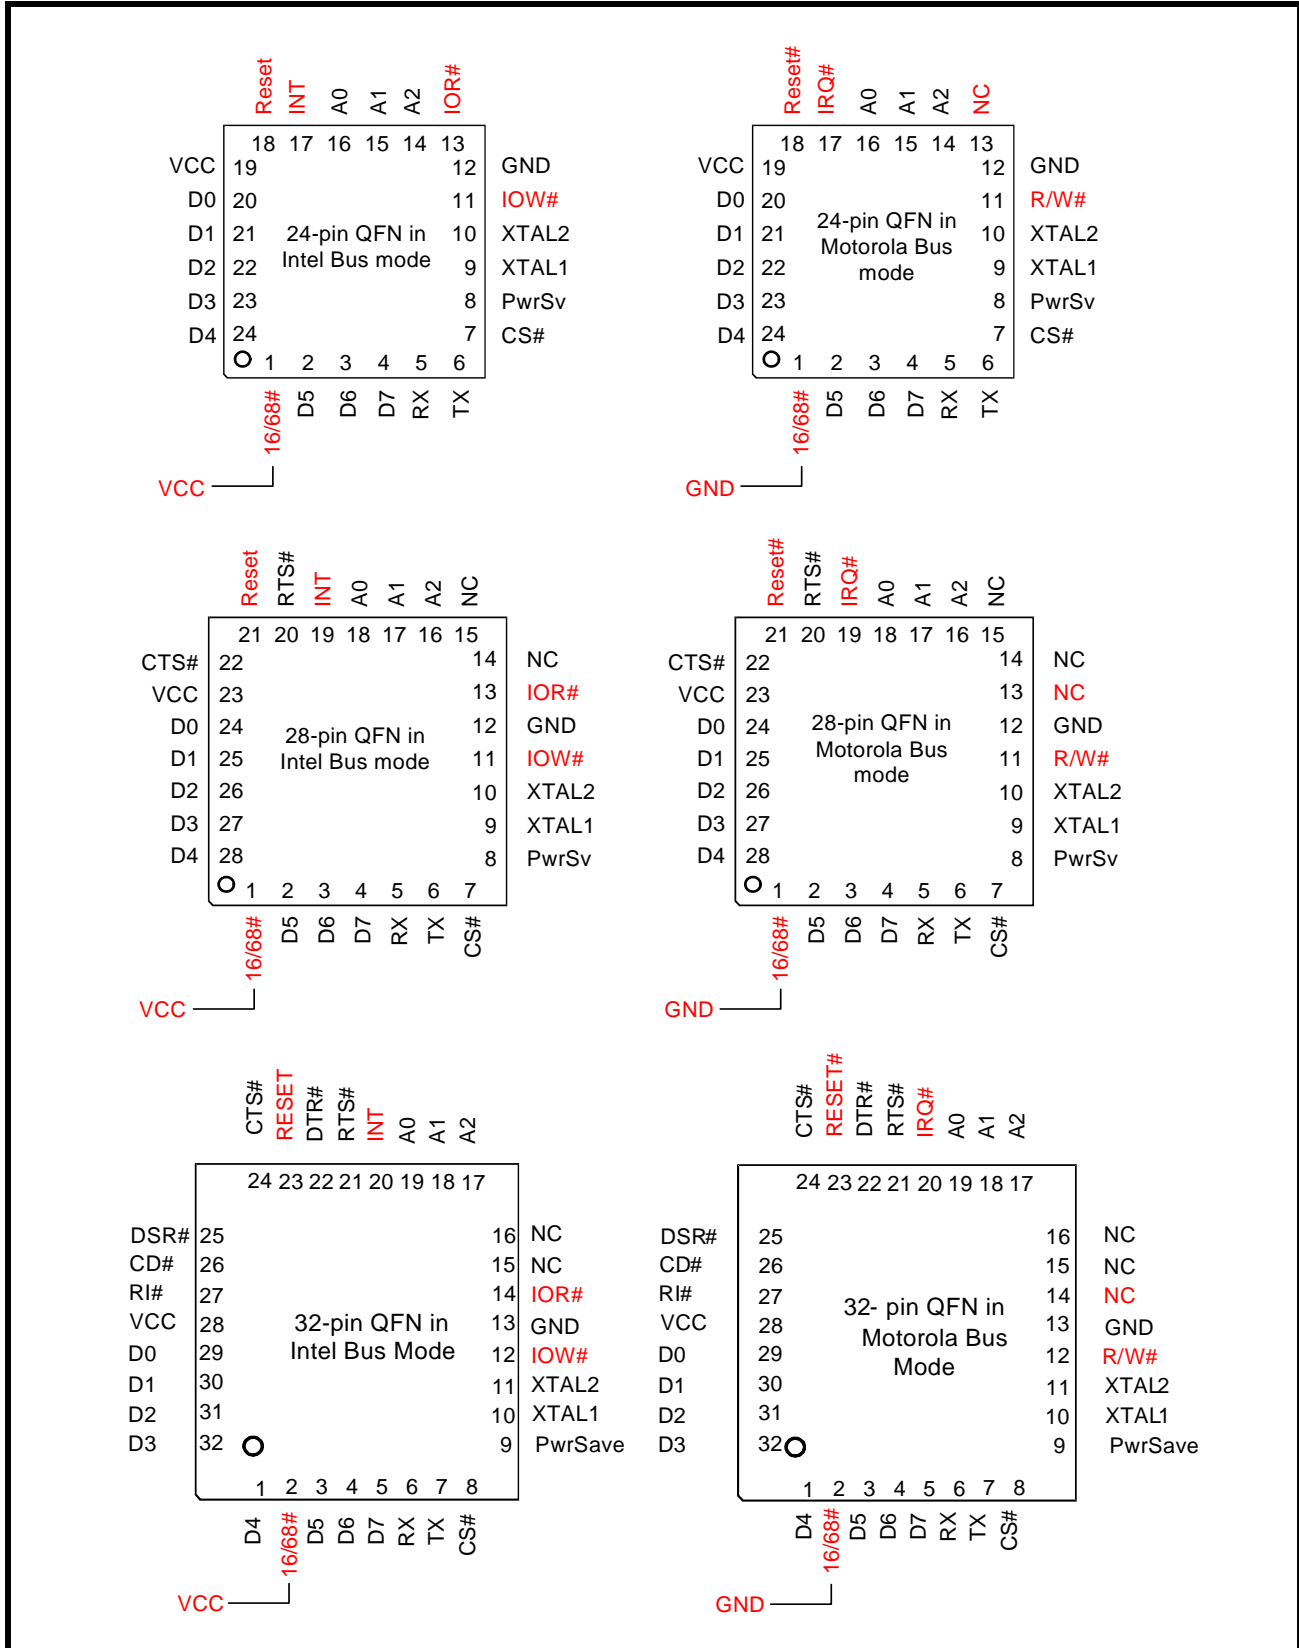 Reset INT A0 A1 A2 IOR#
18 17 16 15 14 13
VCC 19 12 GND
D0 20 11 IOW#
D1 21 10 XTAL2
D2 22 9 XTAL1
D3 23 8 PwrSv
D4 24 7 CS#
24-pin QFN in
Intel Bus mode
1 2 3 4 5 6
16/68# D5 D6 D7 RX TX
VCC
Reset# IRQ# A0 A1 A2 NC
18 17 16 15 14 13
VCC 19 12 GND
D0 20 11 R/W#
D1 21 10 XTAL2
D2 22 9 XTAL1
D3 23 8 PwrSv
D4 24 7 CS#
24-pin QFN in
Motorola Bus
mode
1 2 3 4 5 6
16/68# D5 D6 D7 RX TX
GND
Reset RTS# INT A0 A1 A2 NC
21 20 19 18 17 16 15
CTS# 22 14 NC
VCC 23 13 IOR#
D0 24 12 GND
D1 25 11 IOW#
D2 26 10 XTAL2
D3 27 9 XTAL1
D4 28 8 PwrSv
28-pin QFN in
Intel Bus mode
1 2 3 4 5 6 7
16/68# D5 D6 D7 RX TX CS#
VCC
Reset# RTS# IRQ# A0 A1 A2 NC
21 20 19 18 17 16 15
CTS# 22 14 NC
VCC 23 13 NC
D0 24 12 GND
D1 25 11 R/W#
D2 26 10 XTAL2
D3 27 9 XTAL1
D4 28 8 PwrSv
28-pin QFN in
Motorola Bus
mode
1 2 3 4 5 6 7
16/68# D5 D6 D7 RX TX CS#
GND
CTS# RESET DTR# RTS# INT A0 A1 A2
24 23 22 21 20 19 18 17
DSR# 25 16 NC
CD# 26 15 NC
RI# 27 14 IOR#
VCC 28 13 GND
D0 29 12 IOW#
D1 30 11 XTAL2
D2 31 10 XTAL1
D3 32 9 PwrSave
32-pin QFN in
Intel Bus Mode
1 2 3 4 5 6 7 8
D4 16/68# D5 D6 D7 RX TX CS#
VCC
CTS# RESET# DTR# RTS# IRQ# A0 A1 A2
24 23 22 21 20 19 18 17
DSR# 25 16 NC
CD# 26 15 NC
RI# 27 14 NC
VCC 28 13 GND
D0 29 12 R/W#
D1 30 11 XTAL2
D2 31 10 XTAL1
D3 32 9 PwrSave
32- pin QFN in
Motorola Bus
Mode
1 2 3 4 5 6 7 8
D4 16/68# D5 D6 D7 RX TX CS#
GND